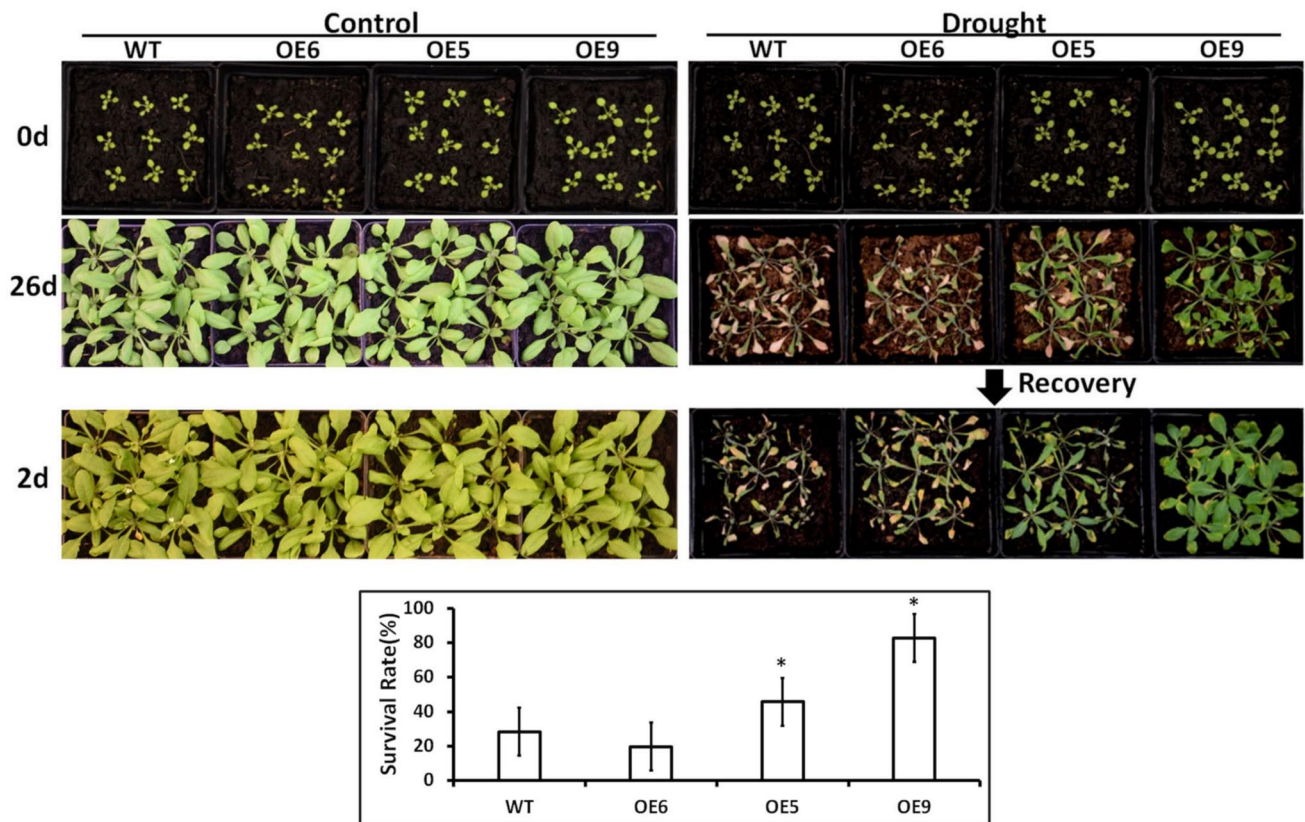 Control Drought
WT OE6 OE5 OE9 WT OE6 OE5 OE9
0d
26d
Recovery
2d
Survival Rate(%)
100
80
60
40
20
0
*
*
WT OE6 OE5 OE9